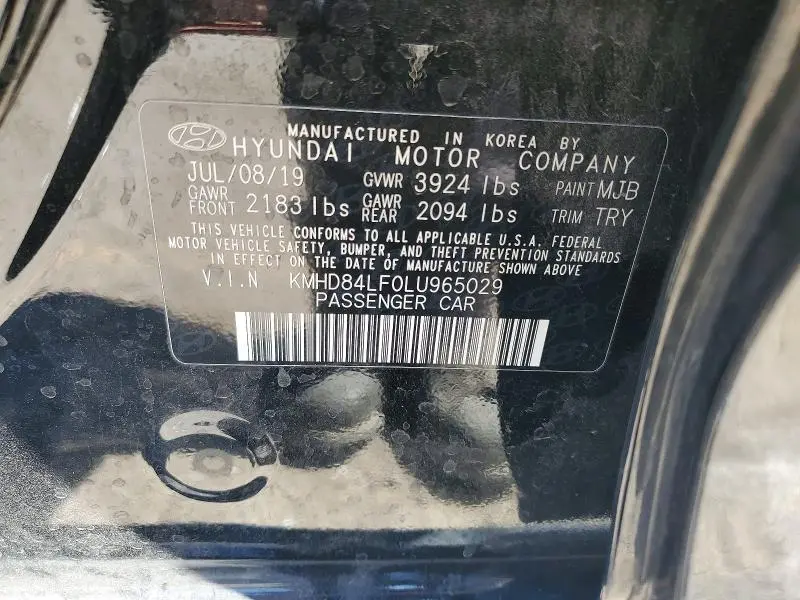 MANUFACTURED IN KOREA BY
HYUNDAI MOTOR COMPANY
JUL/08/19 GVWR 3924 lbs PAINT MJB
GAWR FRONT 2183 lbs GAWR REAR 2094 lbs TRIM TRY
THIS VEHICLE CONFORMS TO ALL APPLICABLE U.S.A. FEDERAL
MOTOR VEHICLE SAFETY, BUMPER, AND THEFT PREVENTION STANDARDS
IN EFFECT ON THE DATE OF MANUFACTURE SHOWN ABOVE
V.I.N KMHD84LF0LU965029
PASSENGER CAR